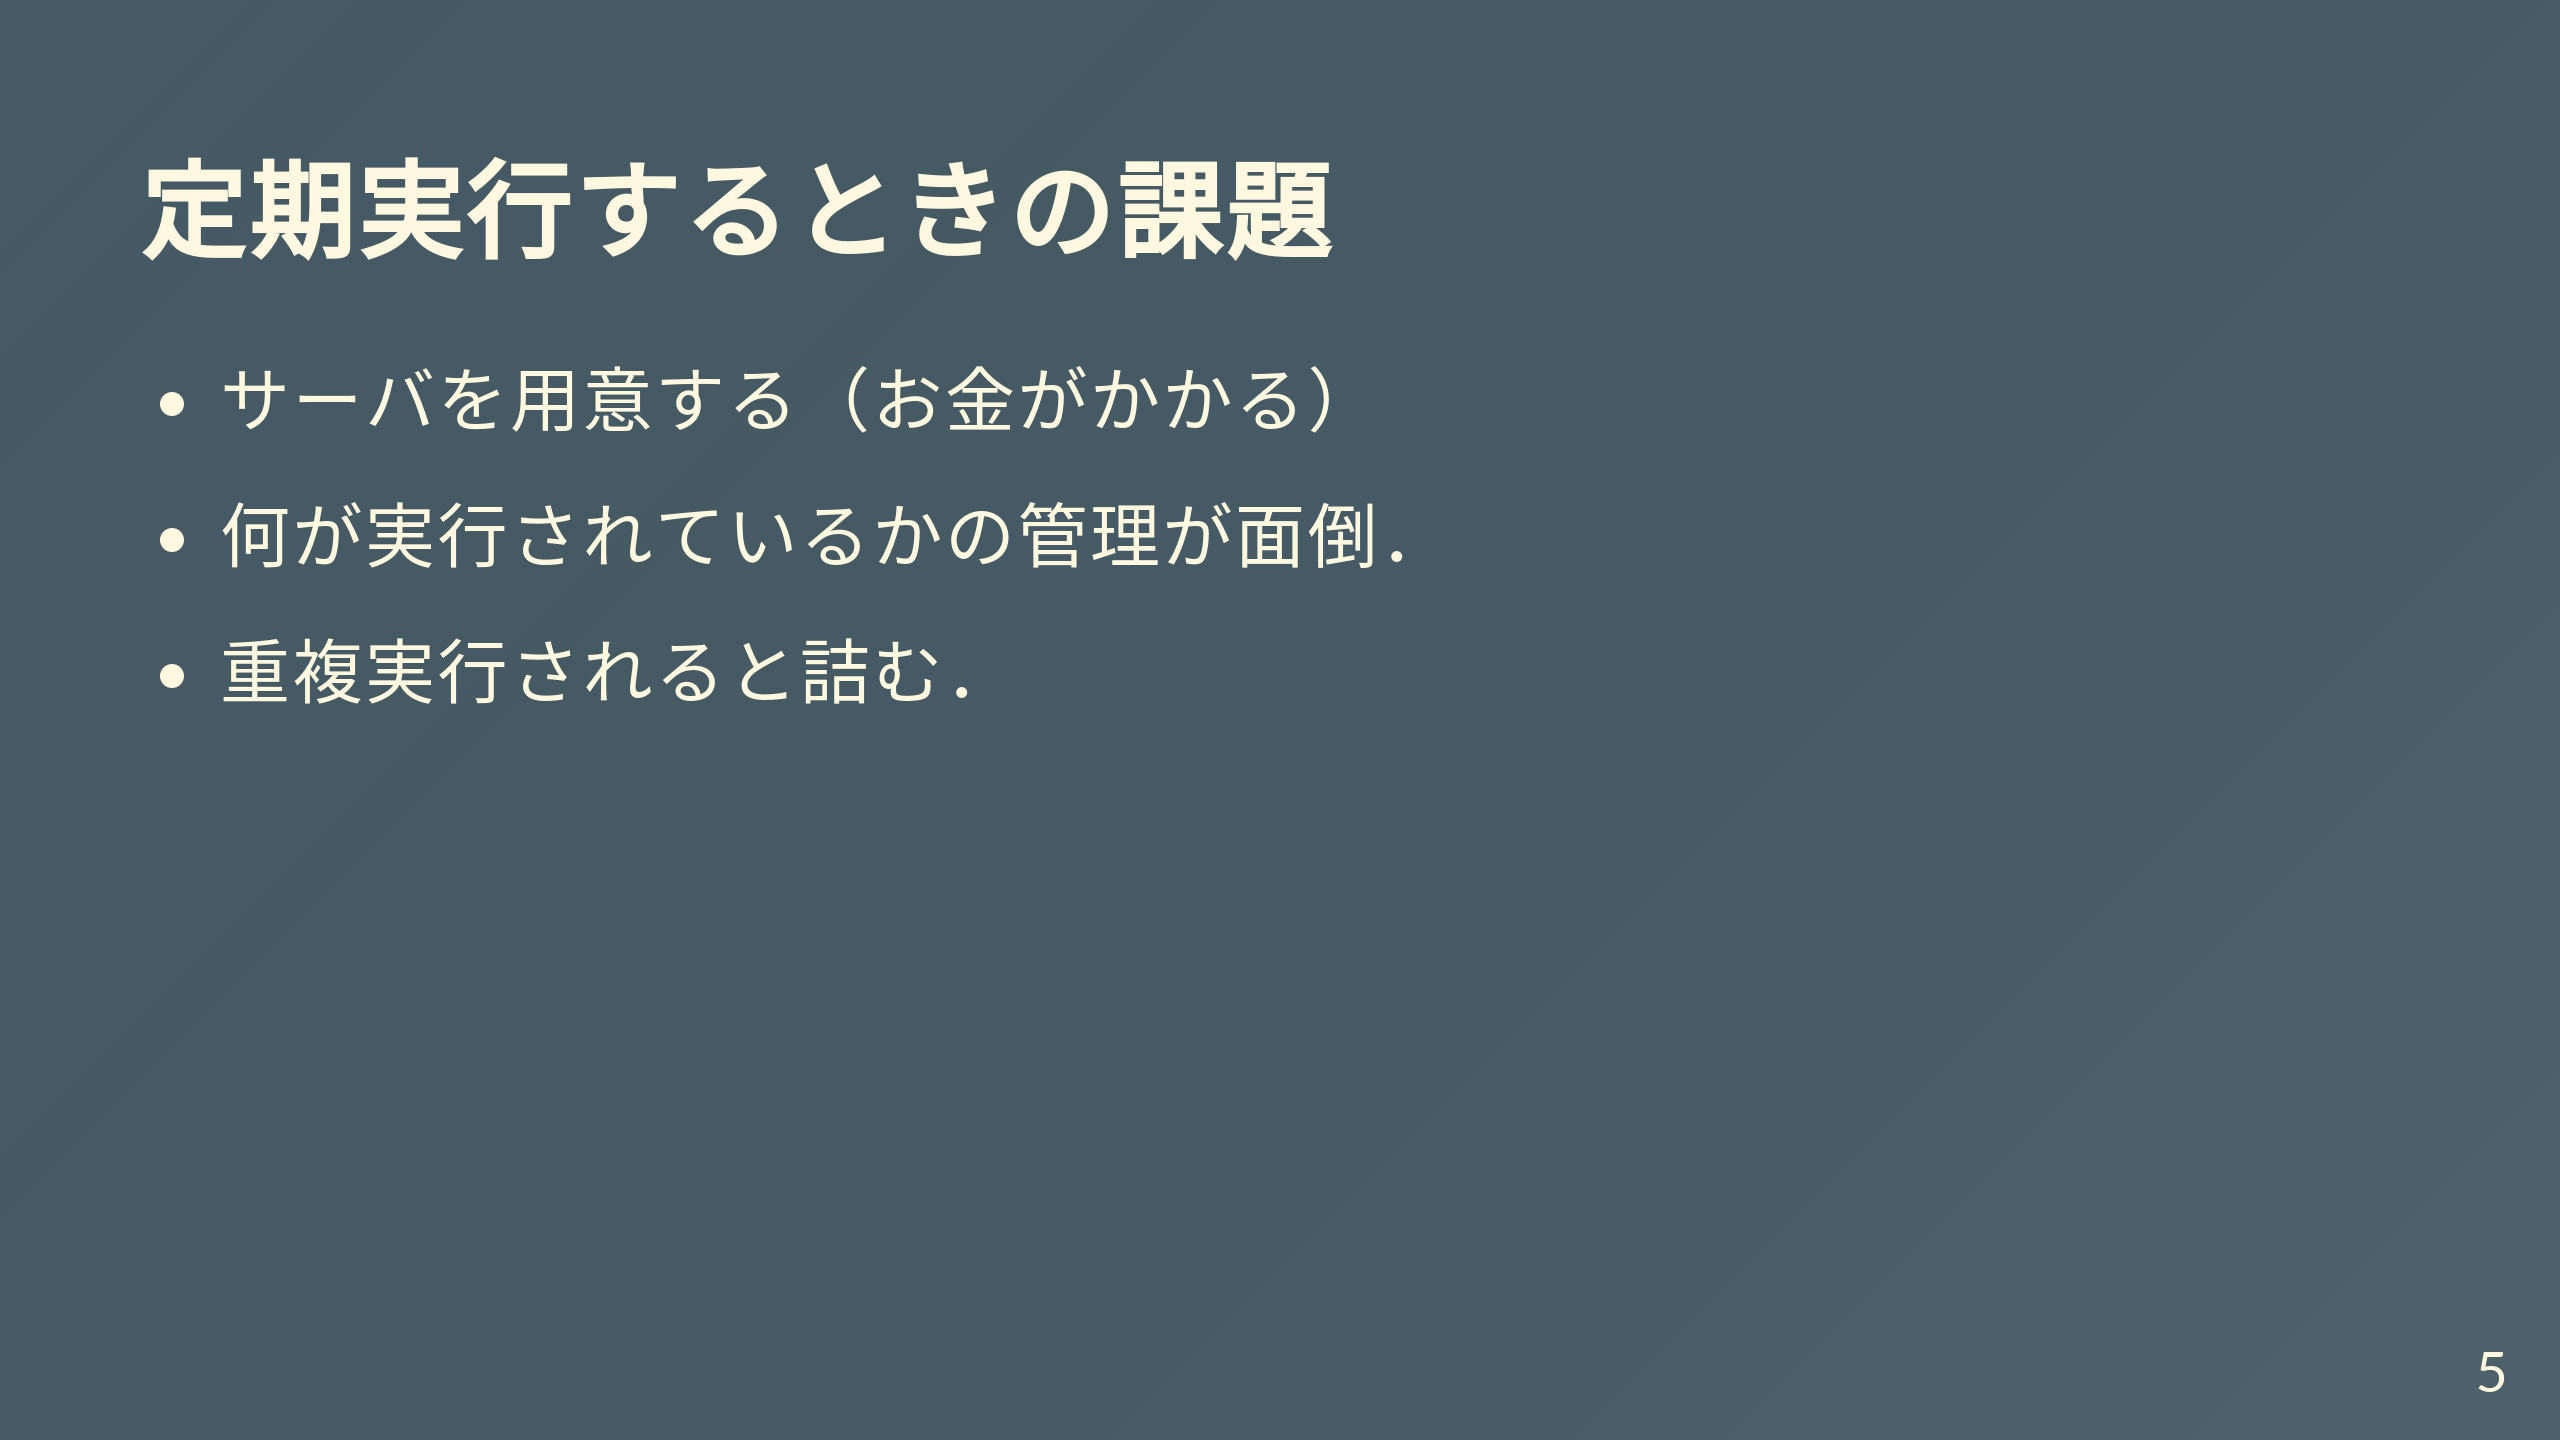 定期実行するときの課題
• サーバを用意する（お金がかかる）
• 何が実行されているかの管理が面倒．
• 重複実行されると詰む．
5